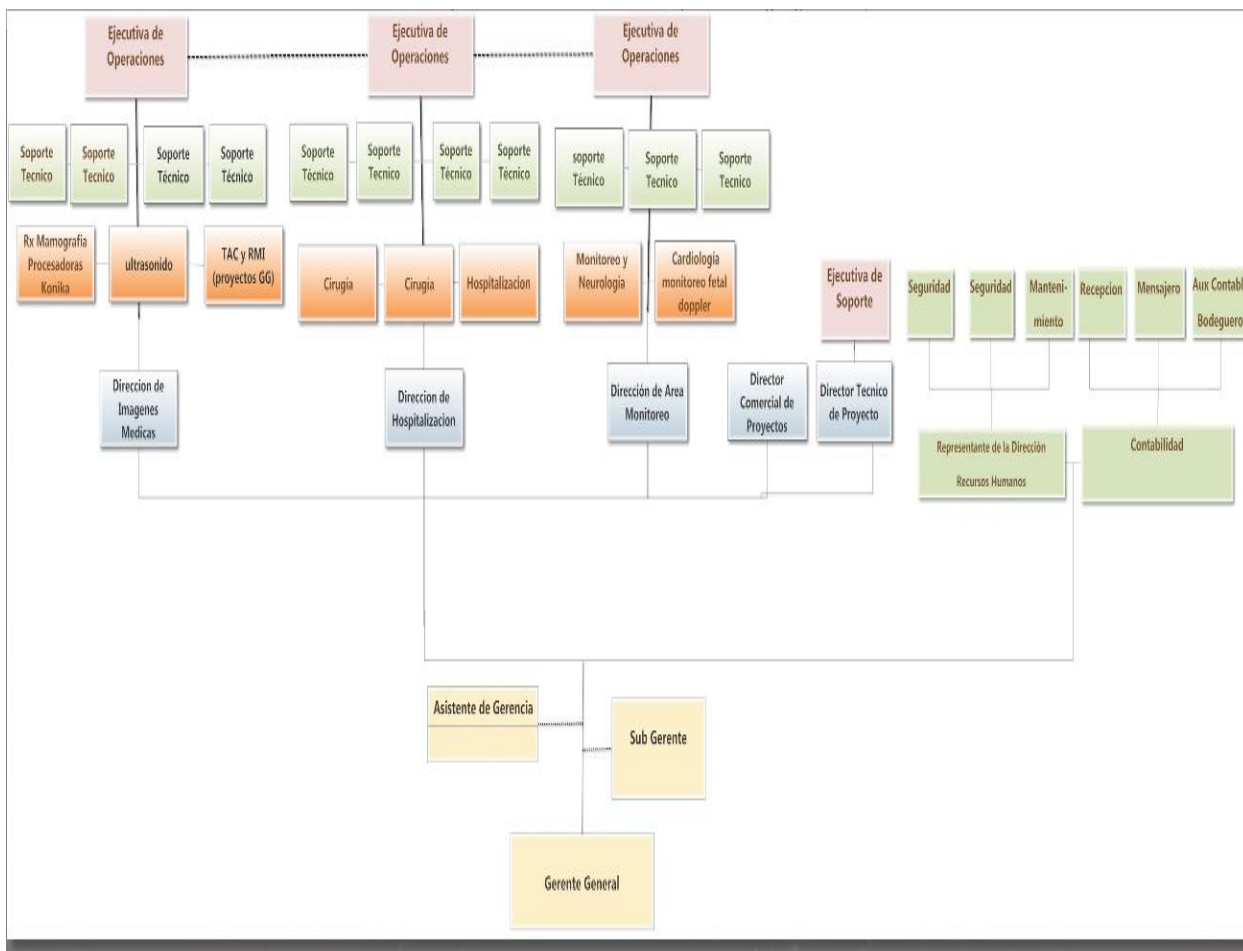 Ejecutiva de
Operaciones
Ejecutiva de
Operaciones
Ejecutiva de
Operaciones
Soporte
Tecnico
Soporte
Tecnico
Soporte
Técnico
Soporte
Técnico
Soporte
Técnico
Soporte
Tecnico
Soporte
Técnico
Soporte
Técnico
soporte
Técnico
Soporte
Tecnico
Soporte
Tecnico
Rx Mamografia
Procesadoras
Konika
ultrasonido
TAC y RMI
(proyectos GG)
Cirugia
Cirugia
Hospitalizacion
Monitoreo y
Neurología
Cardiología
monitoreo fetal
doppler
Ejecutiva de
Soporte
Seguridad
Seguridad
Manteni-
miento
Recepcion
Mensajero
Aux Contabl
Bodeguero
Direccion de
Imagenes
Medicas
Direccion de
Hospitalizacion
Dirección de Area
Monitoreo
Director
Comercial de
Proyectos
Director Tecnico
de Proyecto
Representante de la Dirección
Recursos Humanos
Contabilidad
Asistente de Gerencia
Sub Gerente
Gerente General